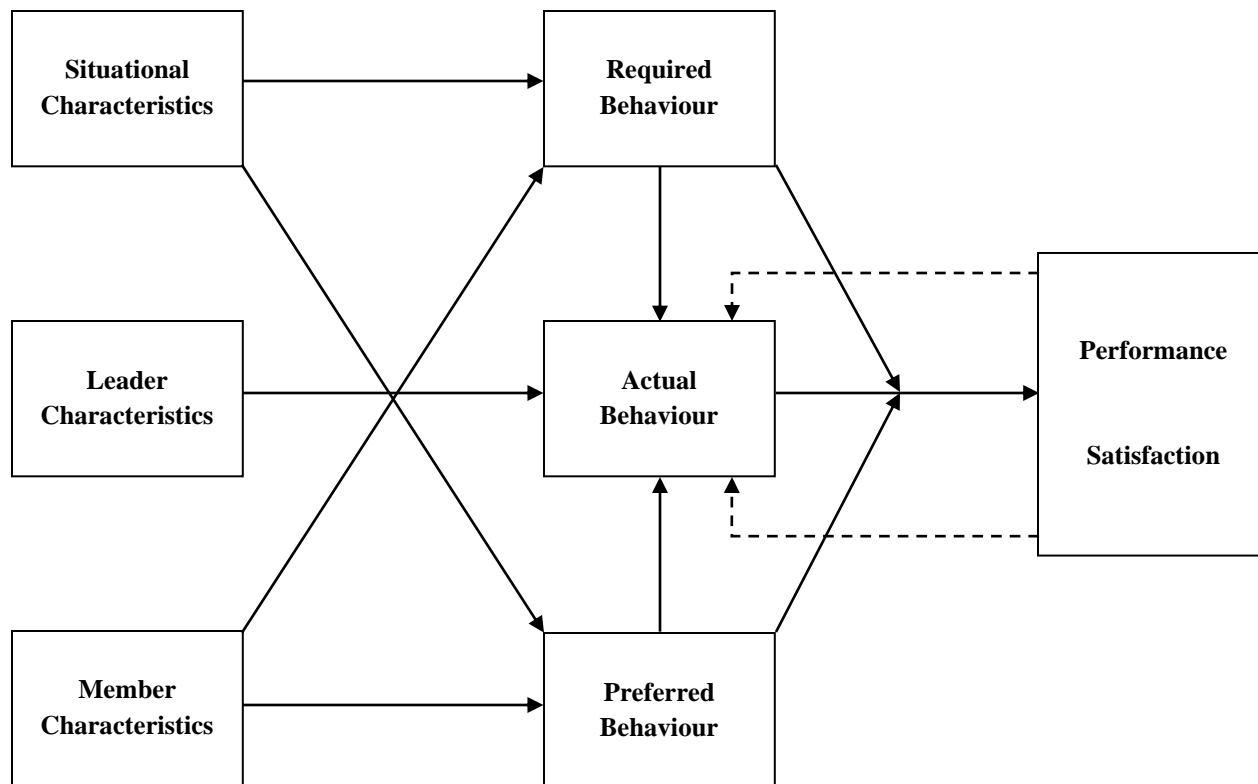 Situational
Characteristics
Required
Behaviour
Leader
Characteristics
Actual
Behaviour
Performance
Satisfaction
Member
Characteristics
Preferred
Behaviour